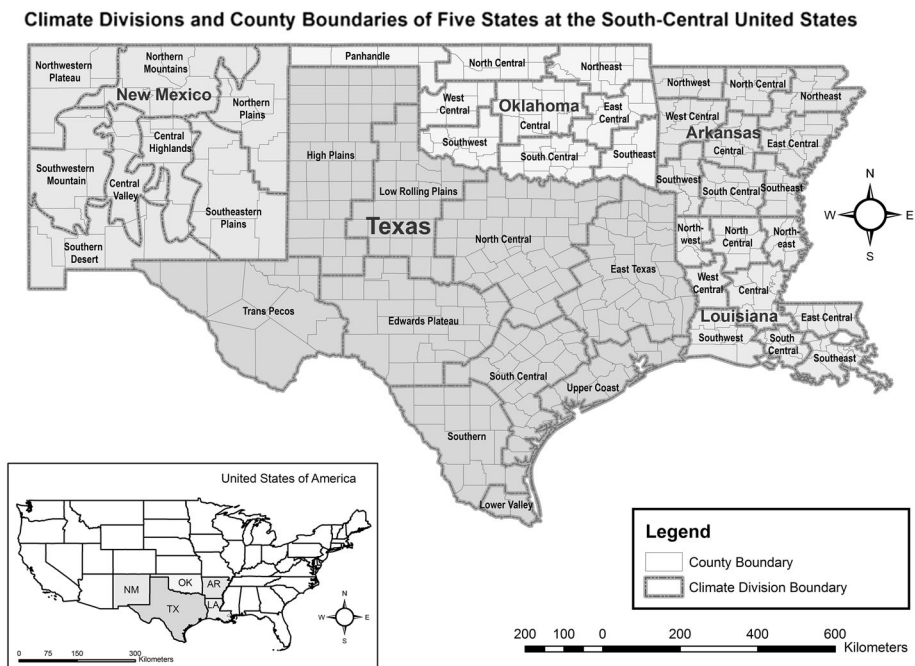 Climate Divisions and County Boundaries of Five States at the South-Central United States
Northwestern
Plateau
Northern
Mountains
New Mexico
Northern
Plains
Central
Highlands
Southwestern
Mountain
Central
Valley
Southeastern
Plains
Southern
Desert
Panhandle
North Central
Northeast
West
Central
Oklahoma
Central
East
Central
Southwest
South Central
Southeast
Northwest
North Central
Northeast
West Central
Arkansas
Central
East Central
Southwest
South Central
Southeast
High Plains
Low Rolling Plains
Texas
North Central
East Texas
Trans Pecos
Edwards Plateau
South Central
Upper Coast
Southern
Lower Valley
North-
west
North
Central
North-
east
West
Central
Central
Louisiana
East Central
Southwest
South
Central
Southeast
N
W
E
S
United States of America
NM
OK
AR
TX
LA
N
W
E
S
0 75 150 300
Kilometers
Legend
County Boundary
Climate Division Boundary
200 100 0 200 400 600
Kilometers